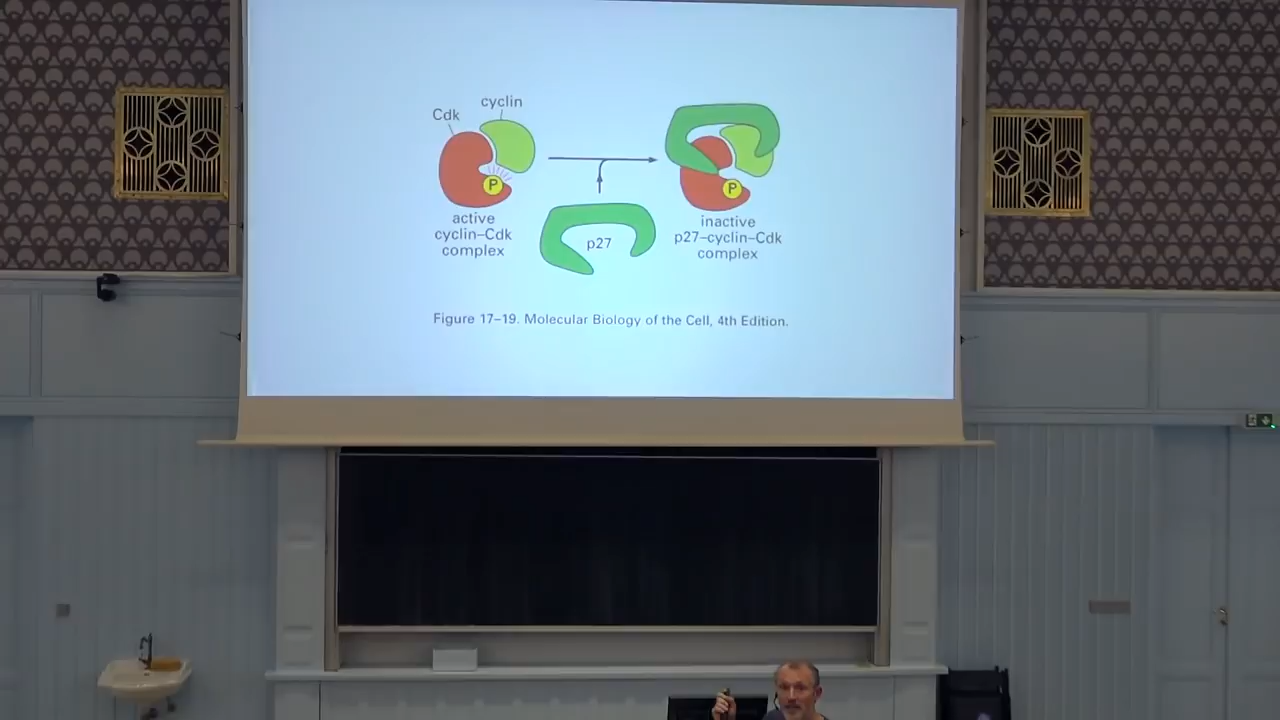 Cdk
cyclin
P
active
cyclin–Cdk
complex
p27
P
inactive
p27–cyclin–Cdk
complex
Figure 17–19. Molecular Biology of the Cell, 4th Edition.